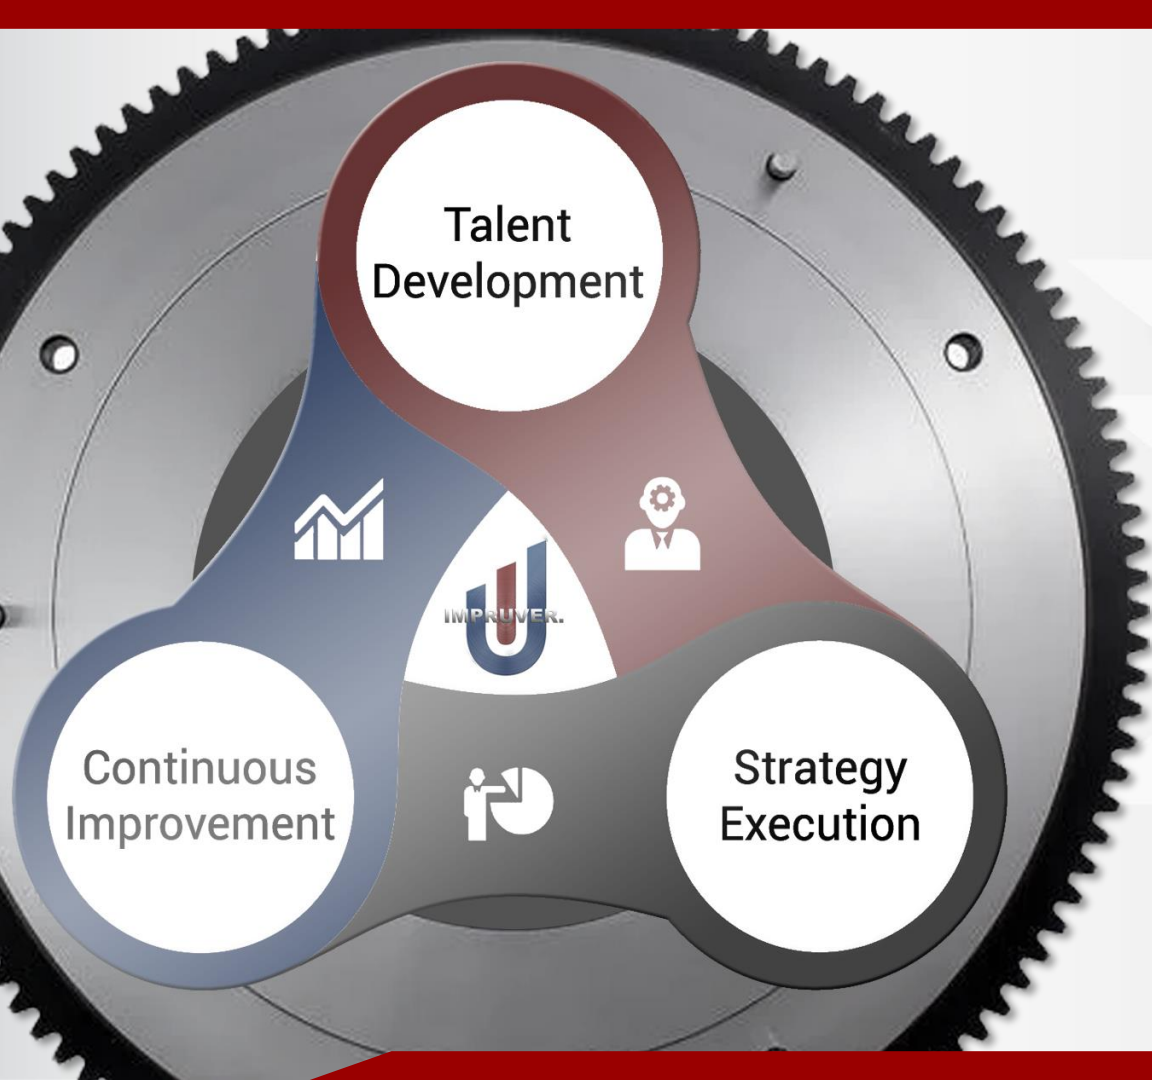 Talent
Development
IMPRUVER.
Continuous
Improvement
Strategy
Execution